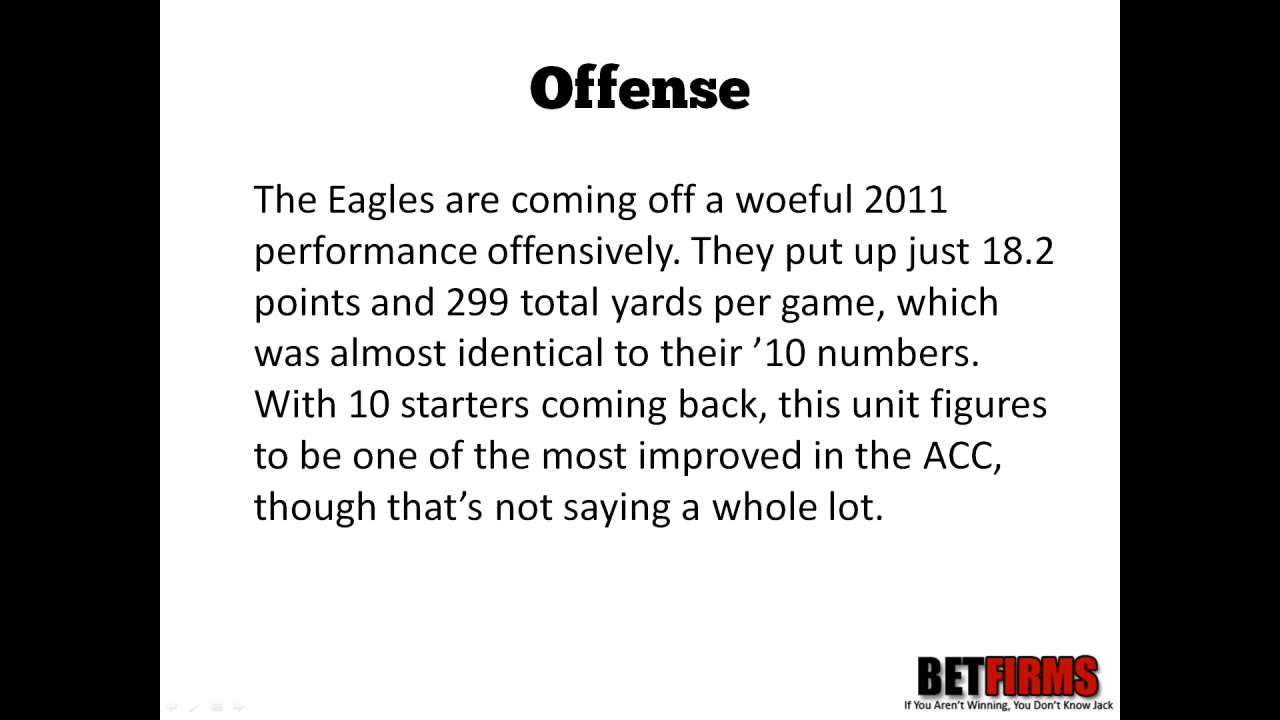 Offense
The Eagles are coming off a woeful 2011
performance offensively. They put up just 18.2
points and 299 total yards per game, which
was almost identical to their ’10 numbers.
With 10 starters coming back, this unit figures
to be one of the most improved in the ACC,
though that’s not saying a whole lot.
BETFIRMS
If You Aren't Winning, You Don't Know Jack